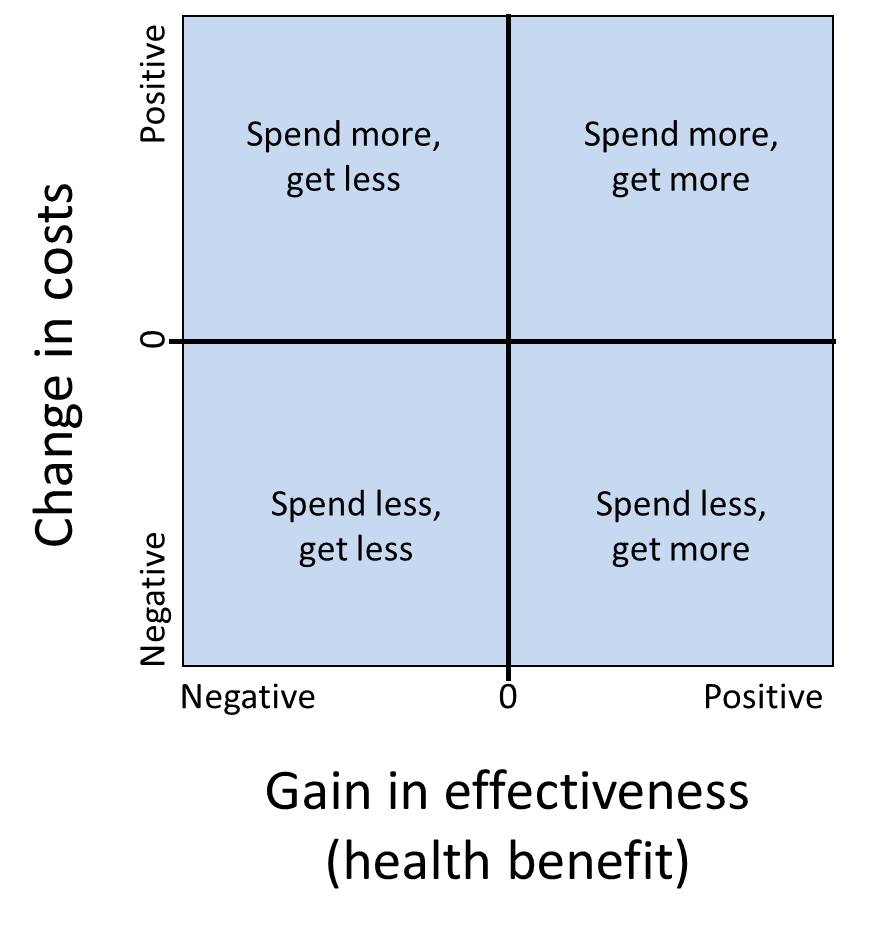 Positive
Spend more,
get less
Spend more,
get more
Change in costs
0
Spend less,
get less
Spend less,
get more
Negative
Negative
0
Positive
Gain in effectiveness
(health benefit)